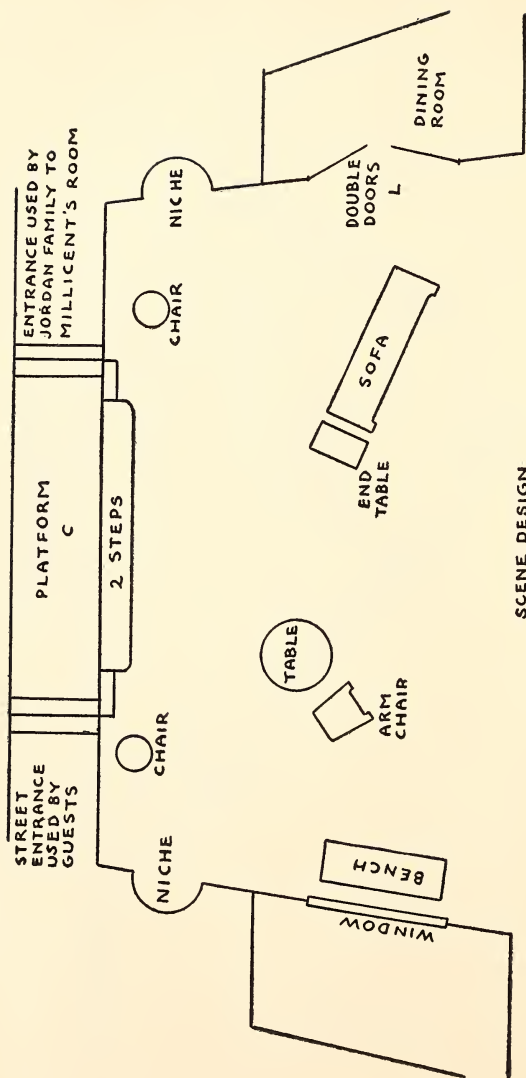 STREET
ENTRANCE
USED BY
GUESTS
PLATFORM
C
ENTRANCE USED BY
JORDAN FAMILY TO
MILLICENT'S ROOM
2 STEPS
NICHE
CHAIR
CHAIR
NICHE
DOUBLE
DOORS
L
DINING
ROOM
TABLE
ARM
CHAIR
END
TABLE
SOFA
BENCH
WINDOW
SCENE DESIGN